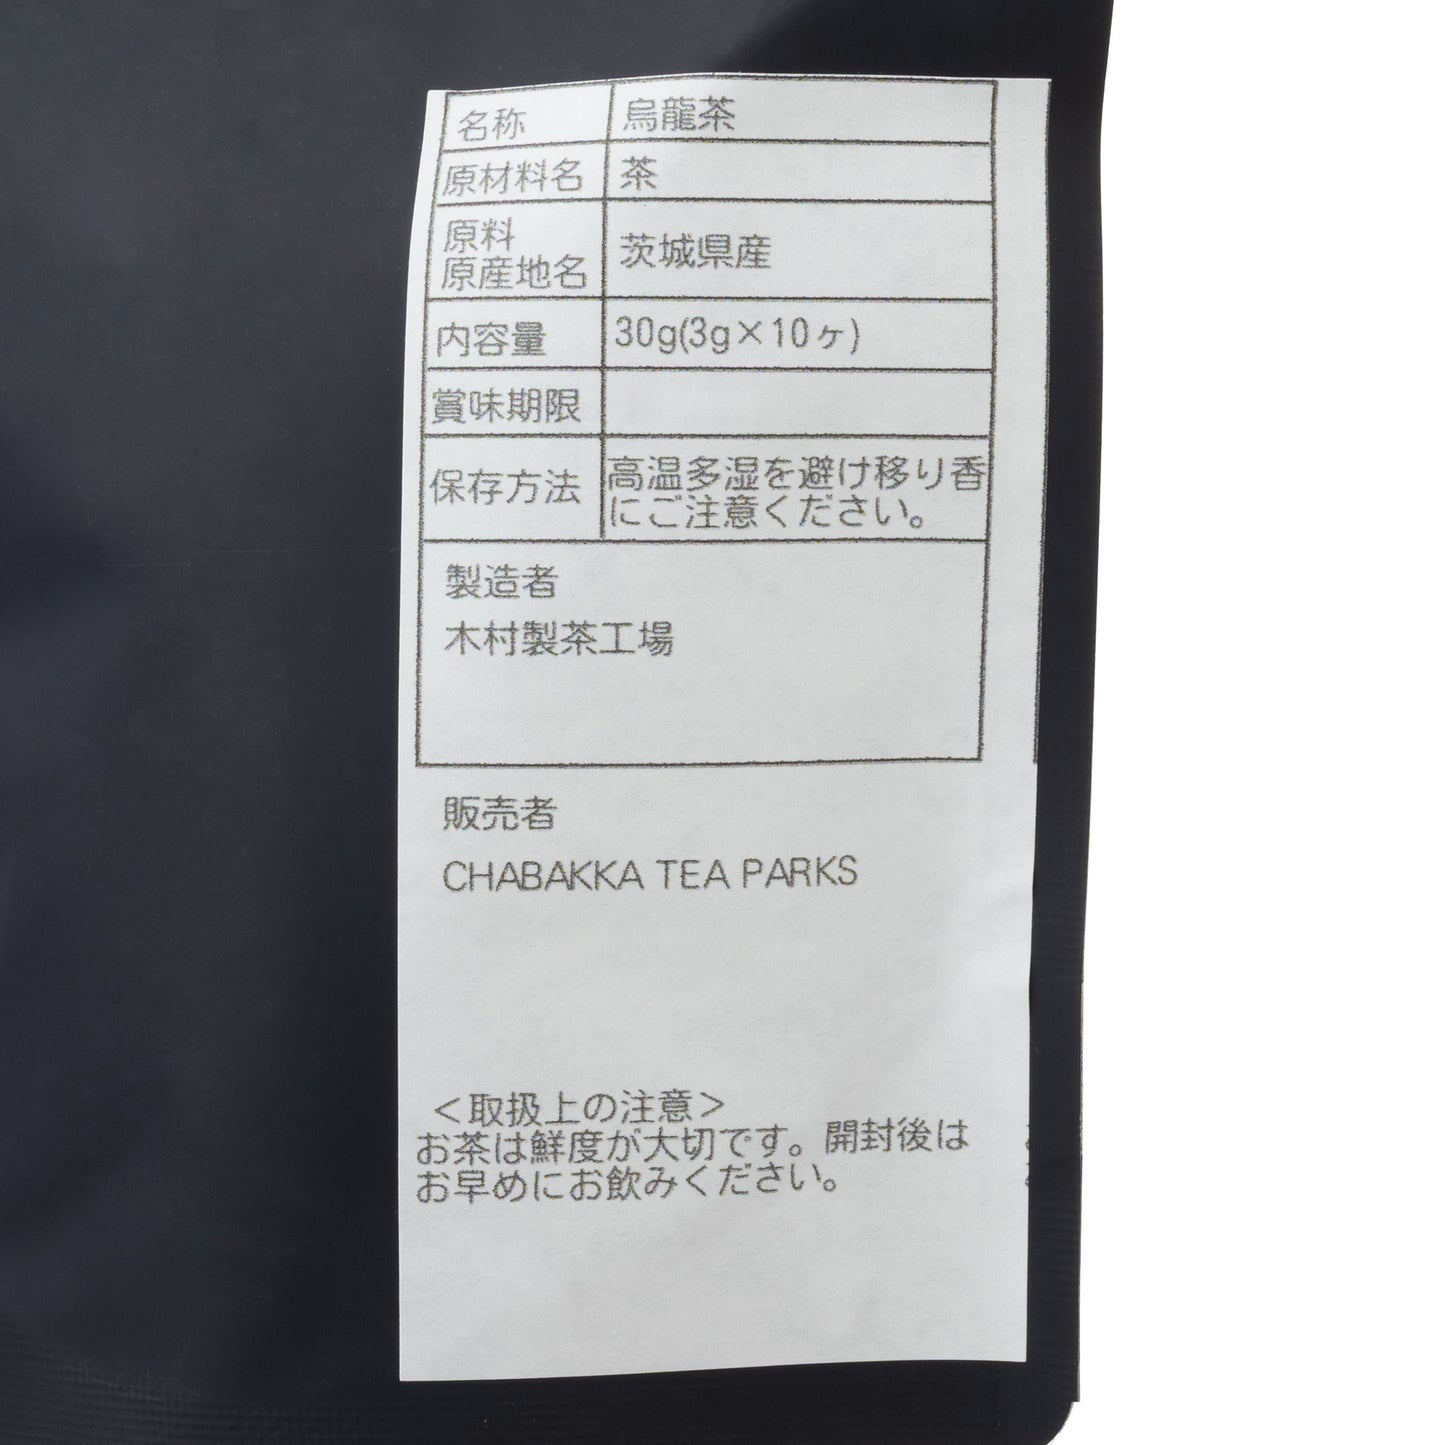 名称 烏龍茶
原材料名 茶
原料
原産地名 茨城県産
内容量 30g(3g×10ヶ)
賞味期限
保存方法 高温多湿を避け移り香
にご注意ください。
製造者
木村製茶工場
販売者
CHABAKKA TEA PARKS
＜取扱上の注意＞
お茶は鮮度が大切です。開封後は
お早めにお飲みください。